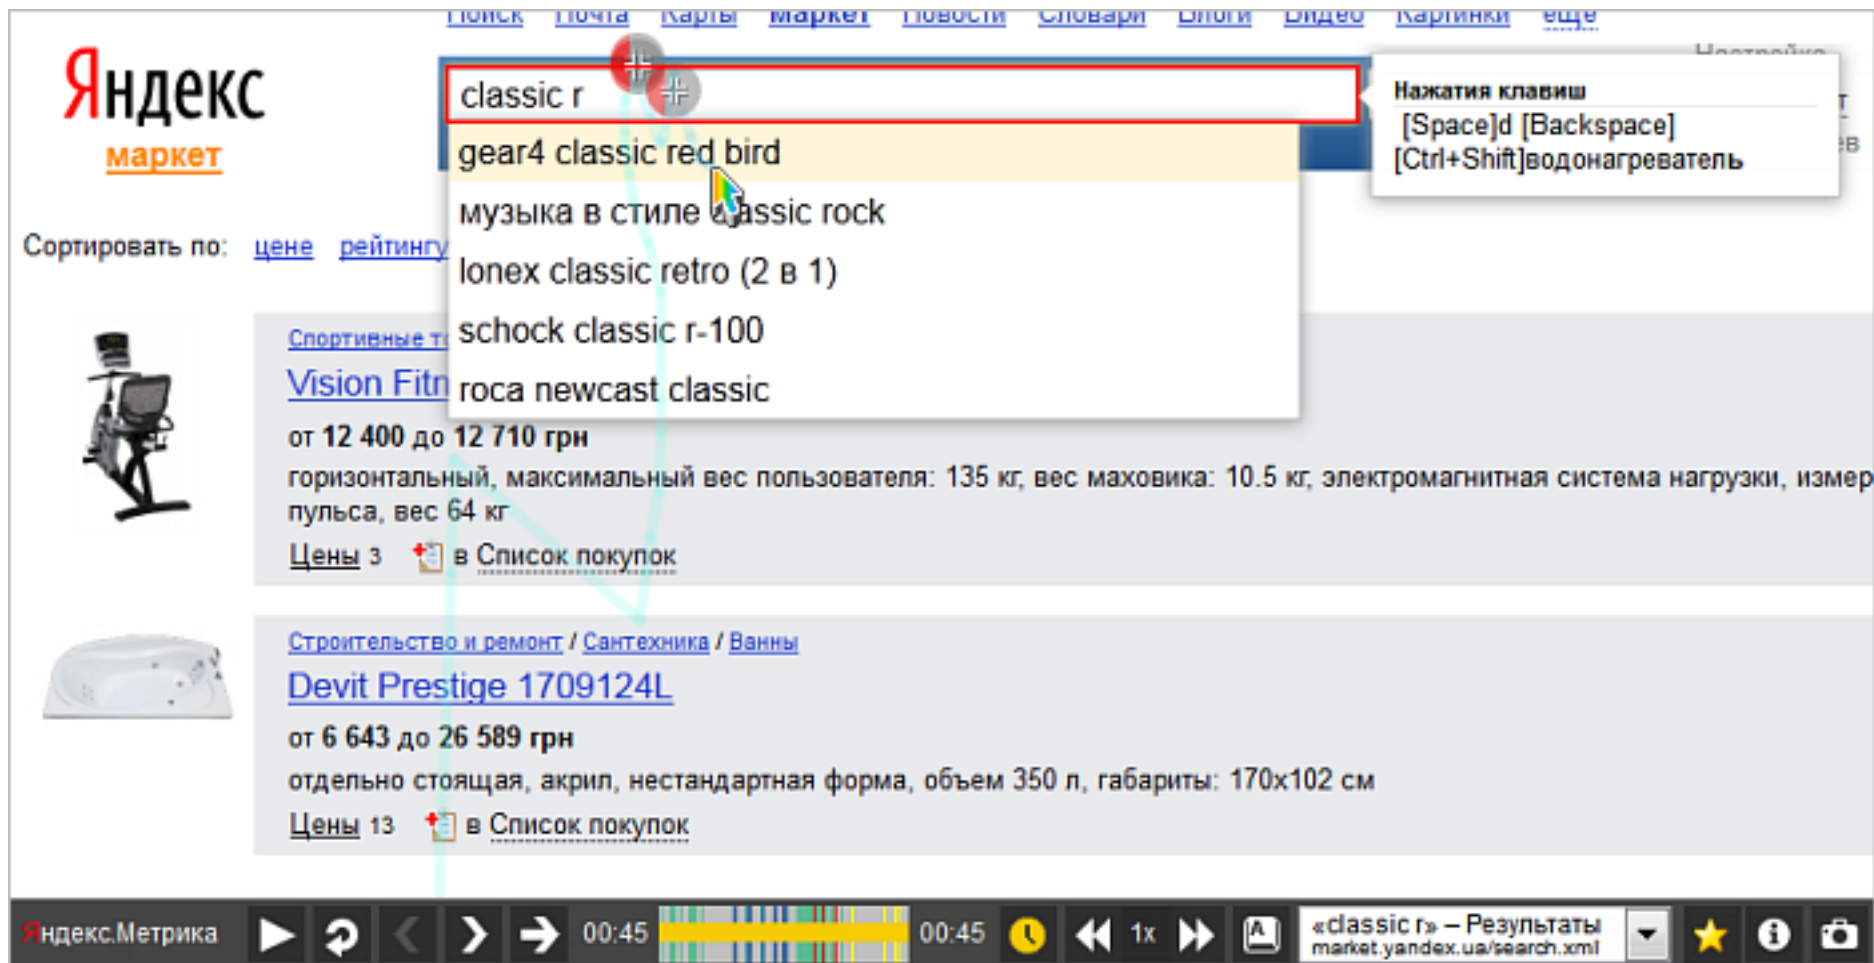 Поиск Почта Карты Маркет Новости Словари Блоги Видео Картинки еще
Настройка
Яндекс
маркет
classic r
gear4 classic red bird
музыка в стиле classic rock
lonex classic retro (2 в 1)
schock classic r-100
roca newcast classic
Нажатия клавиш
[Space]d [Backspace]
[Ctrl+Shift]водонагреватель
Сортировать по: цене рейтингу
Спортивные
Vision
от 12 400 до 12 710 грн
горизонтальный, максимальный вес пользователя: 135 кг, вес маховика: 10.5 кг, электромагнитная система нагрузки, измер
пульса, вес 64 кг
Цены 3 в Список покупок
Строительство и ремонт / Сантехника / Ванны
Devit Prestige 1709124L
от 6 643 до 26 589 грн
отдельно стоящая, акрил, нестандартная форма, объем 350 л, габариты: 170x102 см
Цены 13 в Список покупок
Яндекс.Метрика 00:45 00:45 1x A «classic r» – Результаты
market.yandex.ua/search.xml